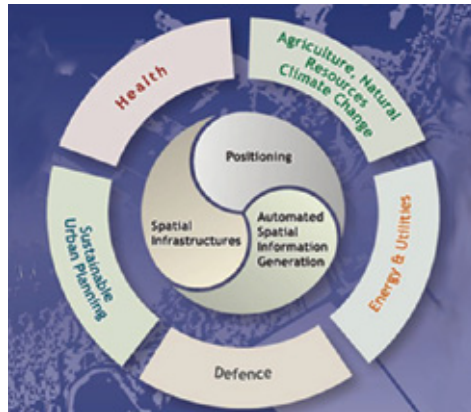 Health
Agriculture, Natural
Resources
Climate Change
Positioning
Spatial
Infrastructures
Automated
Spatial
Information
Generation
Energy & Utilities
Sustainable
Urban Planning
Defence